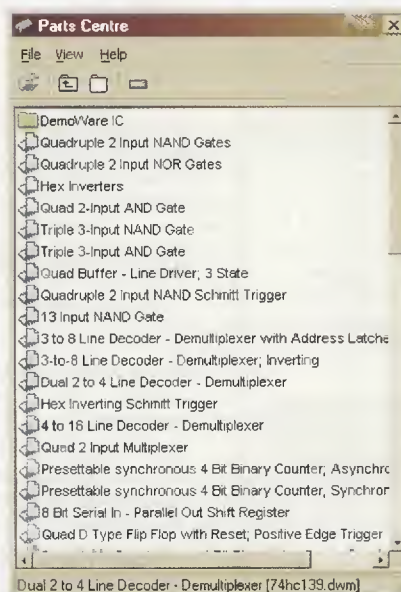 Parts Centre
File View Help
DemoWare IC
Quadruple 2 Input NAND Gates
Quadruple 2 Input NOR Gates
Hex Inverters
Quad 2-Input AND Gate
Triple 3-Input NAND Gate
Triple 3-Input AND Gate
Quad Buffer - Line Driver; 3 State
Quadruple 2 Input NAND Schmitt Trigger
13 Input NAND Gate
3 to 8 Line Decoder - Demultiplexer with Address Latche
3-to-8 Line Decoder - Demultiplexer; Inverting
Dual 2 to 4 Line Decoder - Demultiplexer
Hex Inverting Schmitt Trigger
4 to 16 Line Decoder - Demultiplexer
Quad 2 Input Multiplexer
Presettable synchronous 4 Bit Binary Counter; Asynchrc
Presettable synchronous 4 Bit Binary Counter; Synchror
8 Bit Serial In - Parallel Out Shift Register
Quad D Type Flip Flop with Reset; Positive Edge Trigger
Dual 2 to 4 Line Decoder - Demultiplexer [74hc139.dwm]